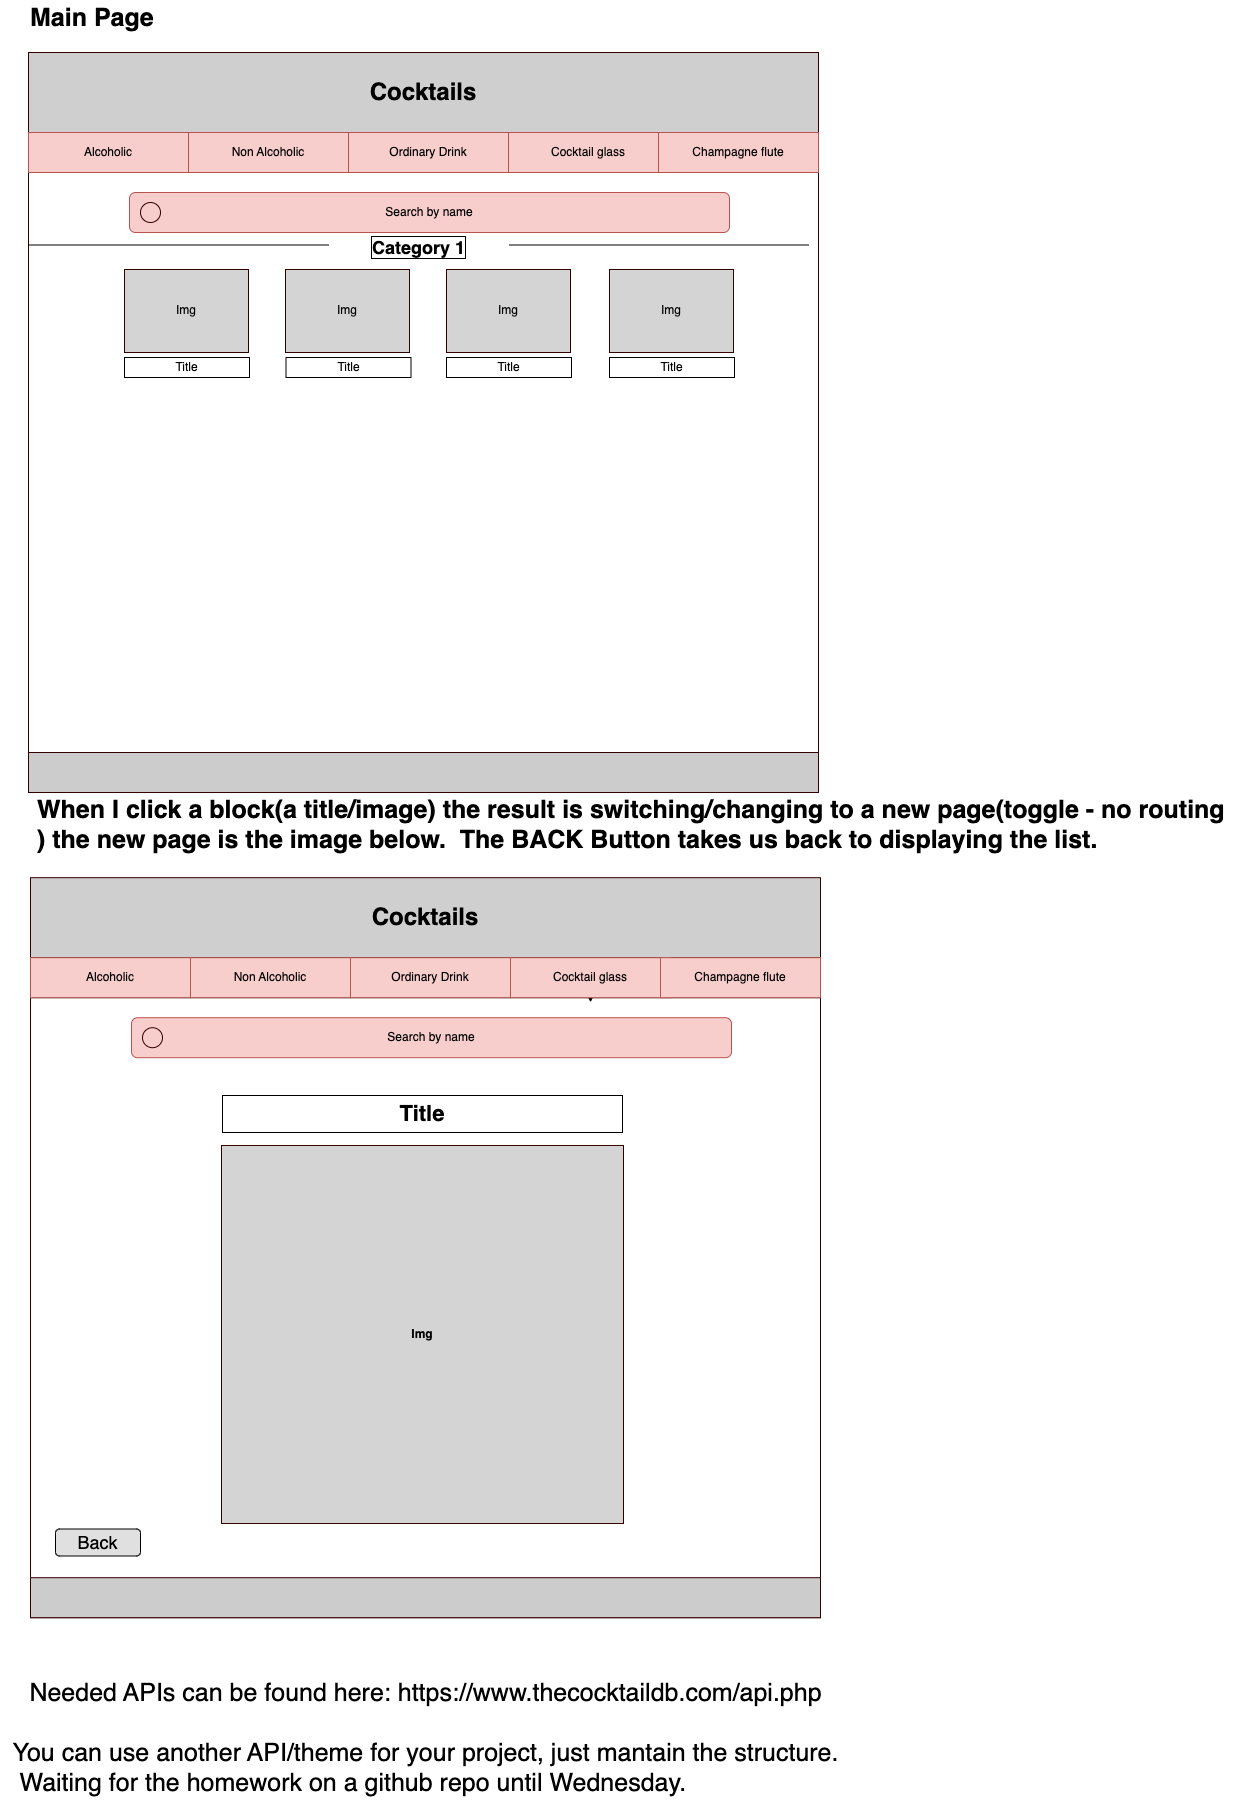 Main Page
Cocktails
Alcoholic
Non Alcoholic
Ordinary Drink
Cocktail glass
Champagne flute
Search by name
Category 1
Img
Img
Img
Img
Title
Title
Title
Title
When I click a block(a title/image) the result is switching/changing to a new page(toggle - no routing
) the new page is the image below.  The BACK Button takes us back to displaying the list.
Cocktails
Alcoholic
Non Alcoholic
Ordinary Drink
Cocktail glass
Champagne flute
Search by name
Title
Img
Back
Needed APIs can be found here: https://www.thecocktaildb.com/api.php
You can use another API/theme for your project, just mantain the structure.
Waiting for the homework on a github repo until Wednesday.